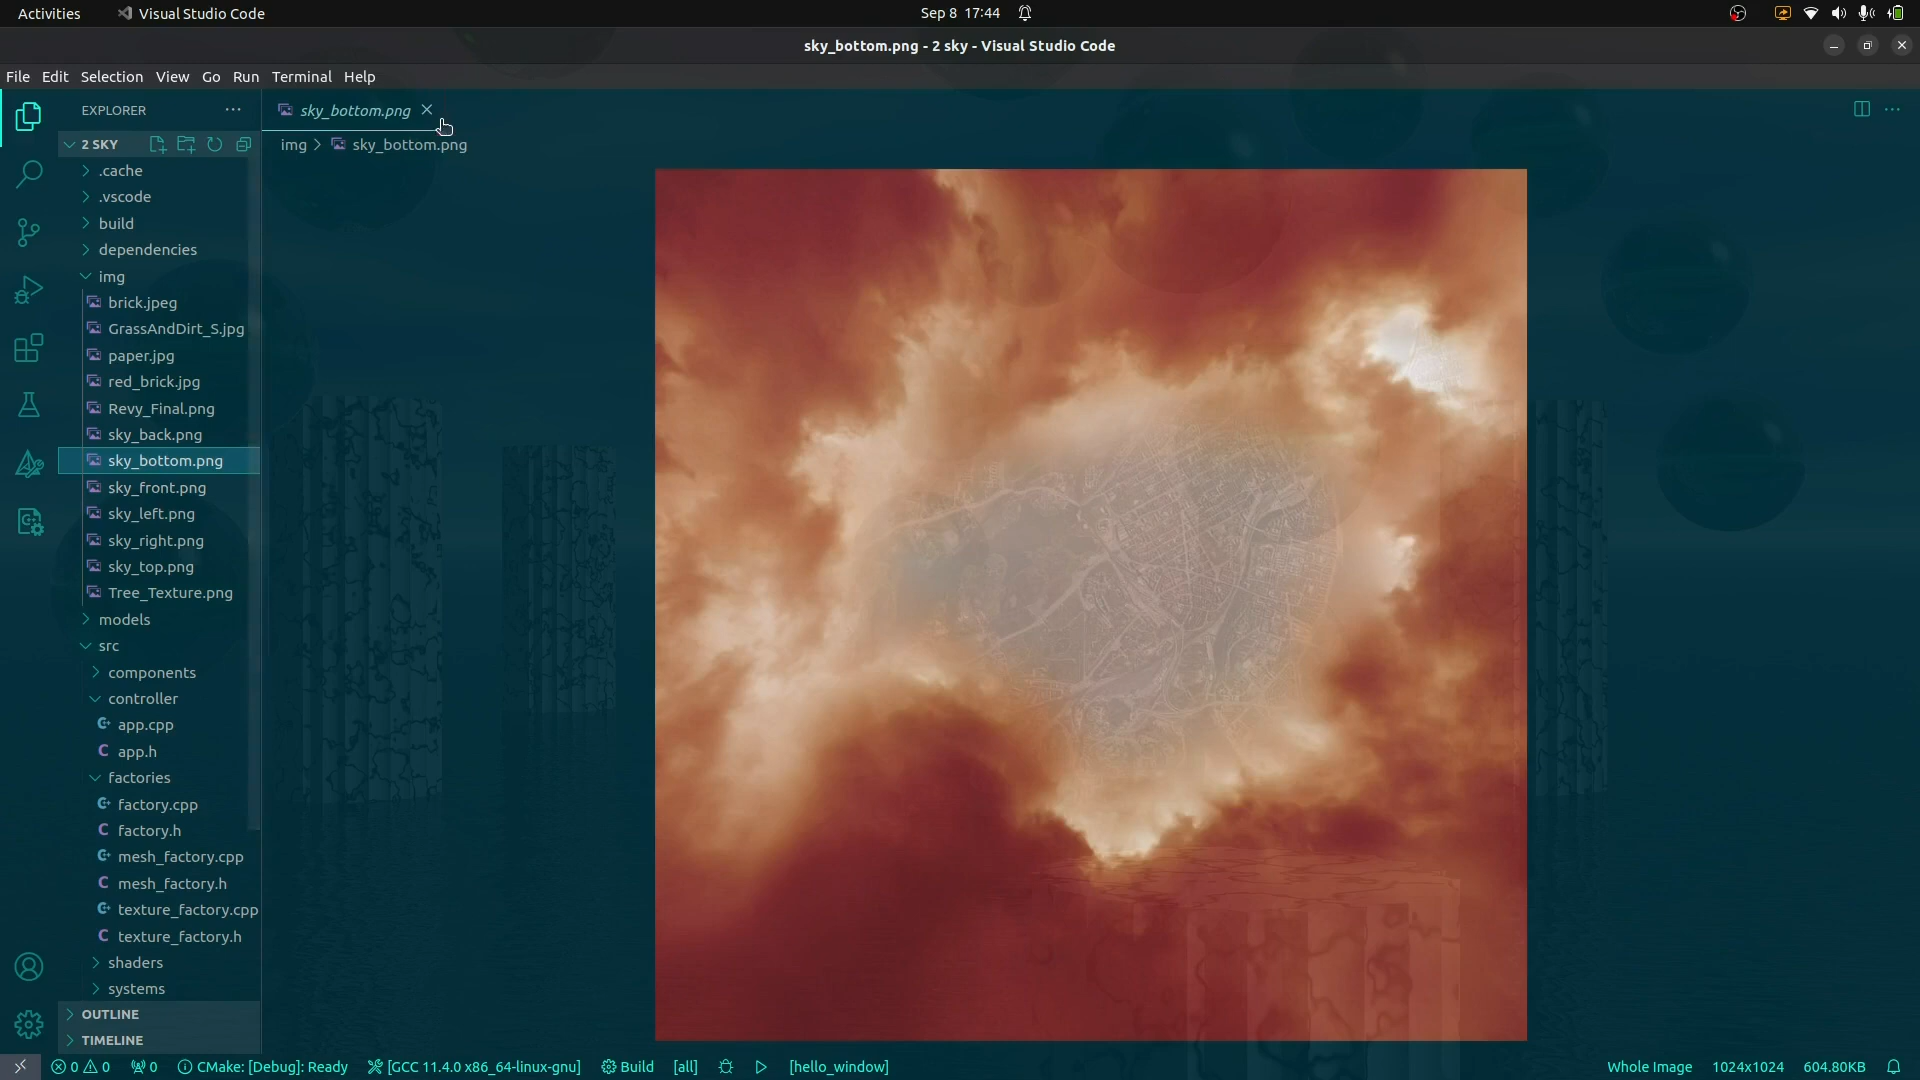 Activities
Visual Studio Code
Sep 8 17:44
sky_bottom.png - 2 sky - Visual Studio Code
File Edit Selection View Go Run Terminal Help
EXPLORER
sky_bottom.png
2 SKY
img
sky_bottom.png
.cache
.vscode
build
dependencies
img
brick.jpeg
GrassAndDirt_S.jpg
paper.jpg
red_brick.jpg
Revy_Final.png
sky_back.png
sky_bottom.png
sky_front.png
sky_left.png
sky_right.png
sky_top.png
Tree_Texture.png
models
src
components
controller
app.cpp
app.h
factories
factory.cpp
factory.h
mesh_factory.cpp
mesh_factory.h
texture_factory.cpp
texture_factory.h
shaders
systems
OUTLINE
TIMELINE
0 0 0 CMake: [Debug]: Ready [GCC 11.4.0 x86_64-linux-gnu] Build [all] [hello_window] Whole Image 1024x1024 604.80KB